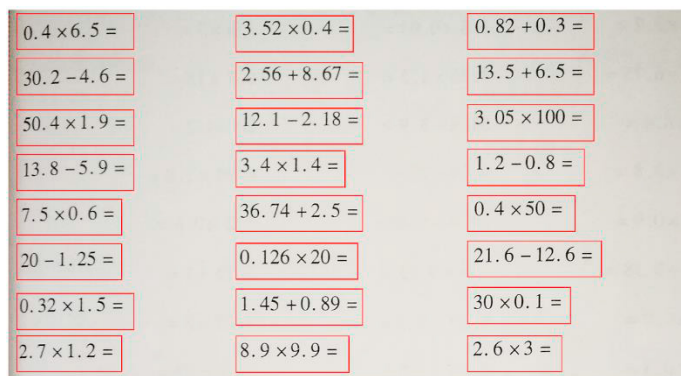 0.4×6.5= 3.52×0.4= 0.82+0.3=
30.2-4.6= 2.56+8.67= 13.5+6.5=
50.4×1.9= 12.1-2.18= 3.05×100=
13.8-5.9= 3.4×1.4= 1.2-0.8=
7.5×0.6= 36.74+2.5= 0.4×50=
20-1.25= 0.126×20= 21.6-12.6=
0.32×1.5= 1.45+0.89= 30×0.1=
2.7×1.2= 8.9×9.9= 2.6×3=